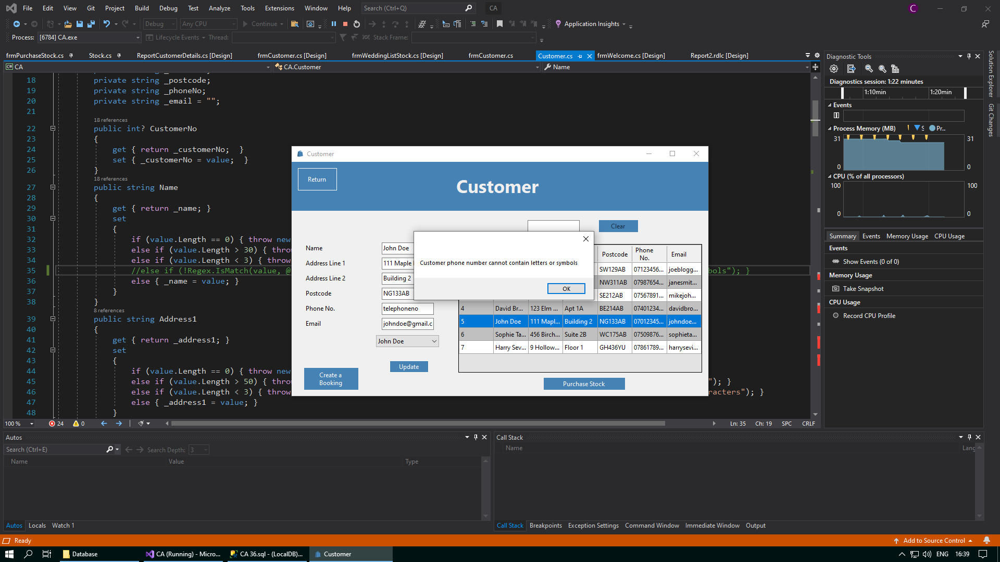 File Edit View Git Project Build Debug Test Analyze Tools Extensions Window Help Search (Ctrl+Q) CA C
Debug Any CPU Continue Application Insights
Process: [6784] CA.exe Lifecycle Events Thread: Stack Frame:
frmPurchaseStock.cs Stock.cs ReportCustomerDetails.cs [Design] frmCustomer.cs [Design] frmWeddingListStock.cs [Design] frmCustomer.cs Customer.cs frmWelcome.cs [Design] Report2.rdlc [Design]
C# CA CA.Customer Name
18 private string _postcode;
19 private string _phoneNo;
20 private string _email = "";
21
18 references
22 public int? CustomerNo
23 {
24 get { return _customerNo; }
25 set { _customerNo = value; }
26 }
18 references
27 public string Name
28 {
29 get { return _name; }
30 set
31 {
32 if (value.Length == 0) { throw new
33 else if (value.Length > 30) { throw
34 else if (value.Length < 3) { throw
35 //else if (!Regex.IsMatch(value, @ bols"); }
36 else { _name = value; }
37 }
38 }
8 references
39 public string Address1
40 {
41 get { return _address1; }
42 set
43 {
44 if (value.Length == 0) { throw new
45 else if (value.Length > 50) { throw "); }
46 else if (value.Length < 3) { throw racters"); }
47 else { _address1 = value; }
48 }
100 % 24 0 Ln: 35 Ch: 19 SPC CRLF
Customer
Return
Customer
Clear
Name John Doe
Address Line 1 111 Maple
Address Line 2 Building 2
Postcode NG133AB
Phone No. telephoneno
Email johndoe@gmail.c
John Doe
Update
Create a
Booking
Customer phone number cannot contain letters or symbols
OK
Postcode Phone No. Email
SW129AB 07123456... joeblogg...
NW311AB 07987654... janesmit...
SE212AB 07567891... mikejoh...
4 David Br... 123 Elm ... Apt 1A BE214AB 07401234... davidbro...
5 John Doe 111 Mapl... Building 2 NG133AB 07012345... johndoe...
6 Sophie Ta... 456 Birch... Suite 2B WC175AB 07509876... sophieta...
7 Harry Sev... 9 Hollow... Floor 1 GH436YU 07861789... harrysevi...
Purchase Stock
Diagnostic Tools
Diagnostics session: 1:22 minutes
1:10min 1:20min
Events
Process Memory (MB) S Pr...
31 31
0 0
CPU (% of all processors)
100 100
0 0
Summary Events Memory Usage CPU Usage
Events
Show Events (0 of 0)
Memory Usage
Take Snapshot
CPU Usage
Record CPU Profile
Solution Explorer
Git Changes
Autos
Search (Ctrl+E) Search Depth: 3
Name Value Type
Autos Locals Watch 1
Call Stack
Name Lang
Call Stack Breakpoints Exception Settings Command Window Immediate Window Output
Ready Add to Source Control
Database CA (Running) - Micro... CA 36.sql - (LocalDB)... Customer ENG 16:39